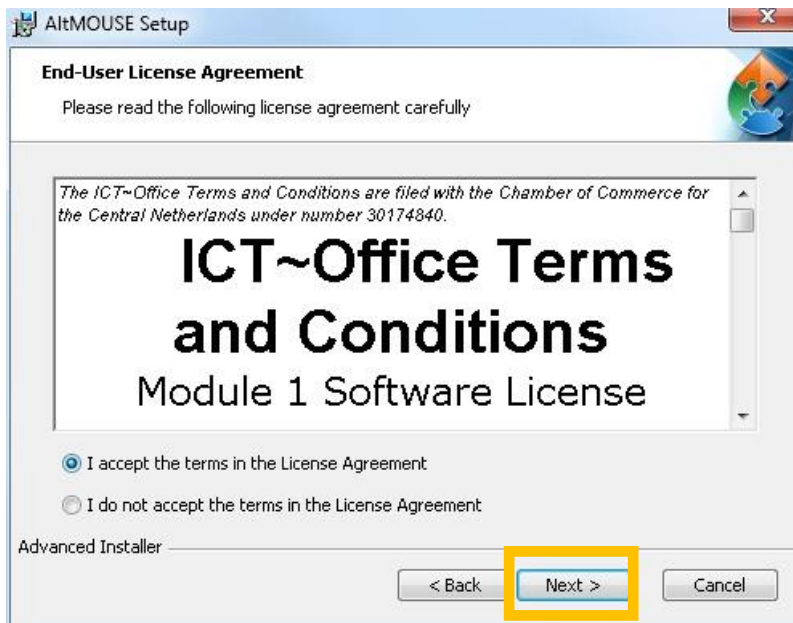 AltMOUSE Setup
End-User License Agreement
Please read the following license agreement carefully
The ICT~Office Terms and Conditions are filed with the Chamber of Commerce for
the Central Netherlands under number 30174840.
ICT~Office Terms
and Conditions
Module 1 Software License
I accept the terms in the License Agreement
I do not accept the terms in the License Agreement
Advanced Installer
< Back Next > Cancel